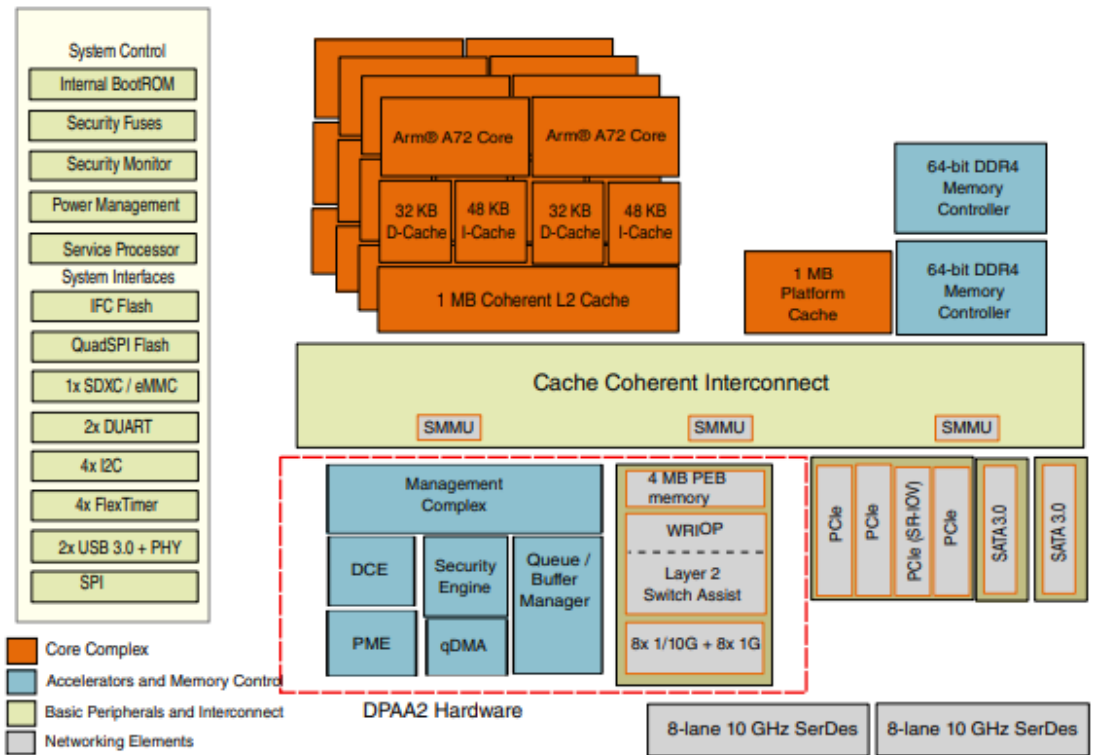 System Control
Internal BootROM
Security Fuses
Security Monitor
Power Management
Service Processor
System Interfaces
IFC Flash
QuadSPI Flash
1x SDXC / eMMC
2x DUART
4x I2C
4x FlexTimer
2x USB 3.0 + PHY
SPI
Core Complex
Accelerators and Memory Control
Basic Peripherals and Interconnect
Networking Elements
Arm® A72 Core
Arm® A72 Core
32 KB
D-Cache
48 KB
I-Cache
32 KB
D-Cache
48 KB
I-Cache
1 MB Coherent L2 Cache
1 MB
Platform
Cache
64-bit DDR4
Memory
Controller
64-bit DDR4
Memory
Controller
Cache Coherent Interconnect
SMMU
SMMU
SMMU
Management
Complex
DCE
Security
Engine
Queue /
Buffer
Manager
PME
qDMA
4 MB PEB
memory
WRIOP
Layer 2
Switch Assist
8x 1/10G + 8x 1G
PCIe
PCIe
PCIe (SR-IOV)
PCIe
SATA 3.0
SATA 3.0
DPAA2 Hardware
8-lane 10 GHz SerDes
8-lane 10 GHz SerDes